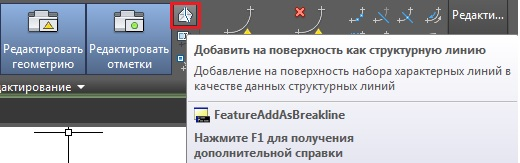 Редактировать
геометрию
Редактировать
отметки
Редакти...
дактирование
Добавить на поверхность как структурную линию
Добавление на поверхность набора характерных линий в
качестве данных структурных линий
FeatureAddAsBreakline
Нажмите F1 для получения
дополнительной справки